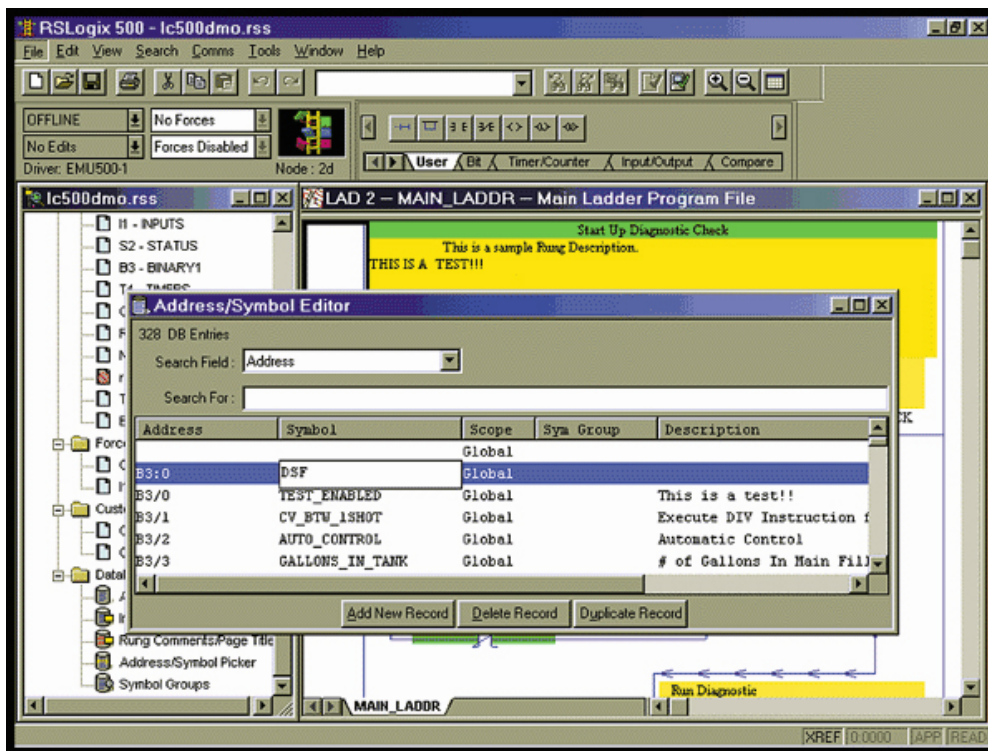 RSLogix 500 - lc500dmo.rss
File Edit View Search Comms Tools Window Help
OFFLINE No Forces
No Edits Forces Disabled
Driver: EMU500-1 Node : 2d
User Bit Timer/Counter Input/Output Compare
lc500dmo.rss
I1 - INPUTS
S2 - STATUS
B3 - BINARY1
LAD 2 -- MAIN_LADDR -- Main Ladder Program File
Start Up Diagnostic Check
This is a sample Rung Description.
THIS IS A TEST!!!
Address/Symbol Editor
328 DB Entries
Search Field : Address
Search For :
Address Symbol Scope Sym Group Description
Global
B3:0 DSF Global
B3/0 TEST_ENABLED Global This is a test!!
B3/1 CV_BTW_1SHOT Global Execute DIV Instruction
B3/2 AUTO_CONTROL Global Automatic Control
B3/3 GALLONS_IN_TANK Global # of Gallons In Main Fill
Add New Record Delete Record Duplicate Record
Rung Comments/Page Title
Address/Symbol Picker
Symbol Groups
MAIN_LADDR
Run Diagnostic
XREF 0:0000 APP READ